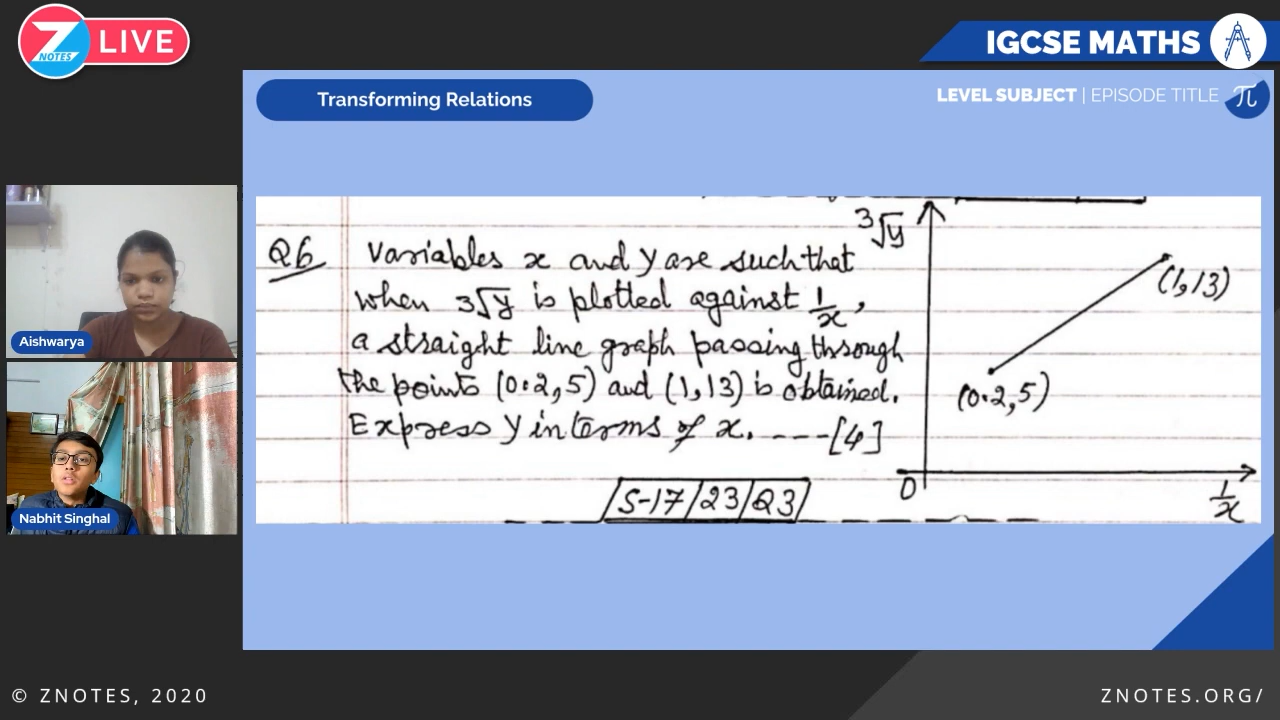 Z NOTES LIVE
IGCSE MATHS
Transforming Relations
LEVEL SUBJECT | EPISODE TITLE π
Aishwarya
Nabhit Singhal
Q6 Variables x and y are such that
when 3√y is plotted against 1/x,
a straight line graph passing through
the points (0.2,5) and (1,13) is obtained.
Express y in terms of x. ----[4]
S-17/23/Q3
³√y
(1,13)
(0.2,5)
0
1/x
© ZNOTES, 2020
ZNOTES.ORG/